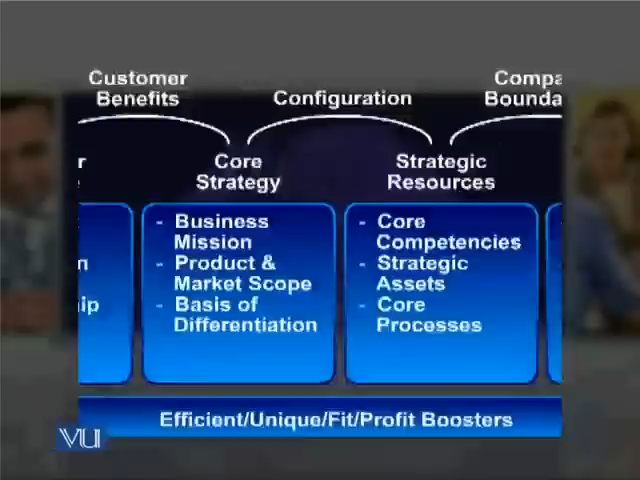 Customer
Benefits
Configuration
Core
Strategy
Strategic
Resources
- Business
Mission
- Product &
Market Scope
- Basis of
Differentiation
- Core
Competencies
- Strategic
Assets
- Core
Processes
Efficient/Unique/Fit/Profit Boosters
VU